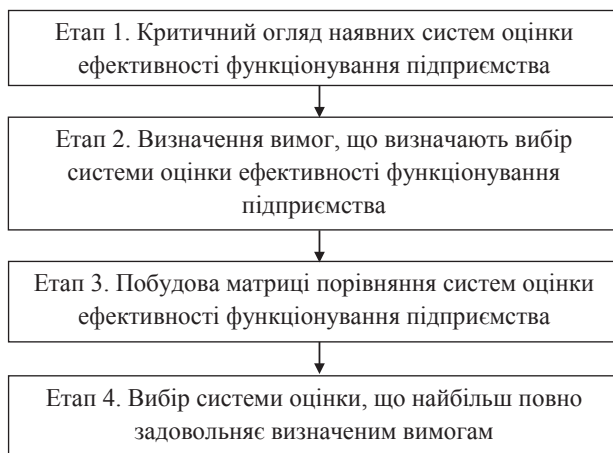 Етап 1. Критичний огляд наявних систем оцінки
ефективності функціонування підприємства
Етап 2. Визначення вимог, що визначають вибір
системи оцінки ефективності функціонування
підприємства
Етап 3. Побудова матриці порівняння систем оцінки
ефективності функціонування підприємства
Етап 4. Вибір системи оцінки, що найбільш повно
задовольняє визначеним вимогам